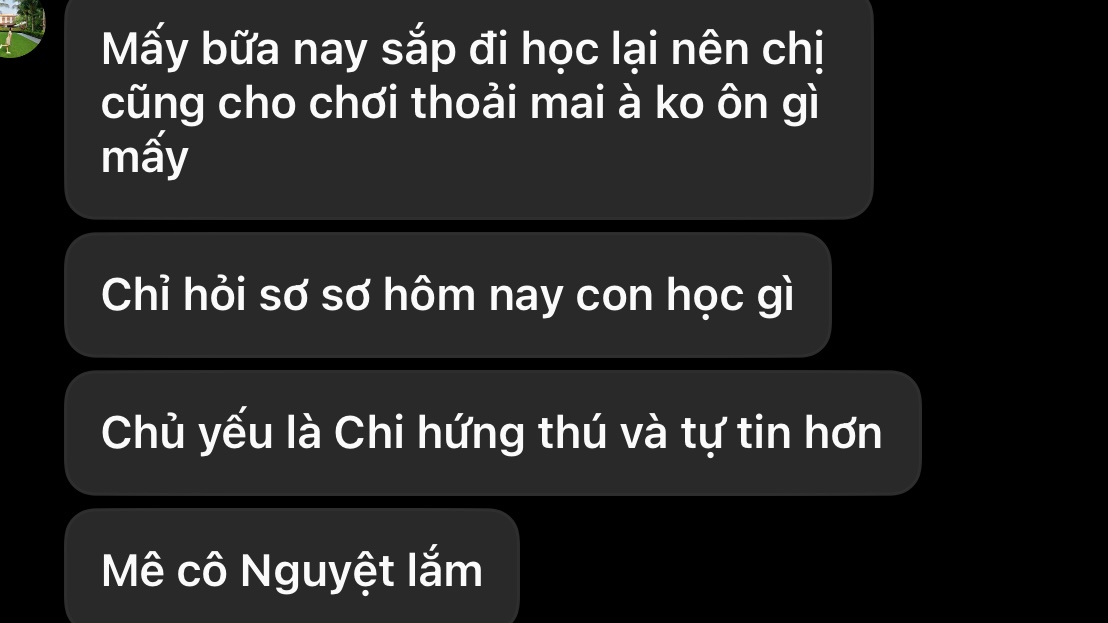 Mấy bữa nay sắp đi học lại nên chị
cũng cho chơi thoải mai à ko ôn gì
mấy
Chỉ hỏi sơ sơ hôm nay con học gì
Chủ yếu là Chi hứng thú và tự tin hơn
Mê cô Nguyệt lắm